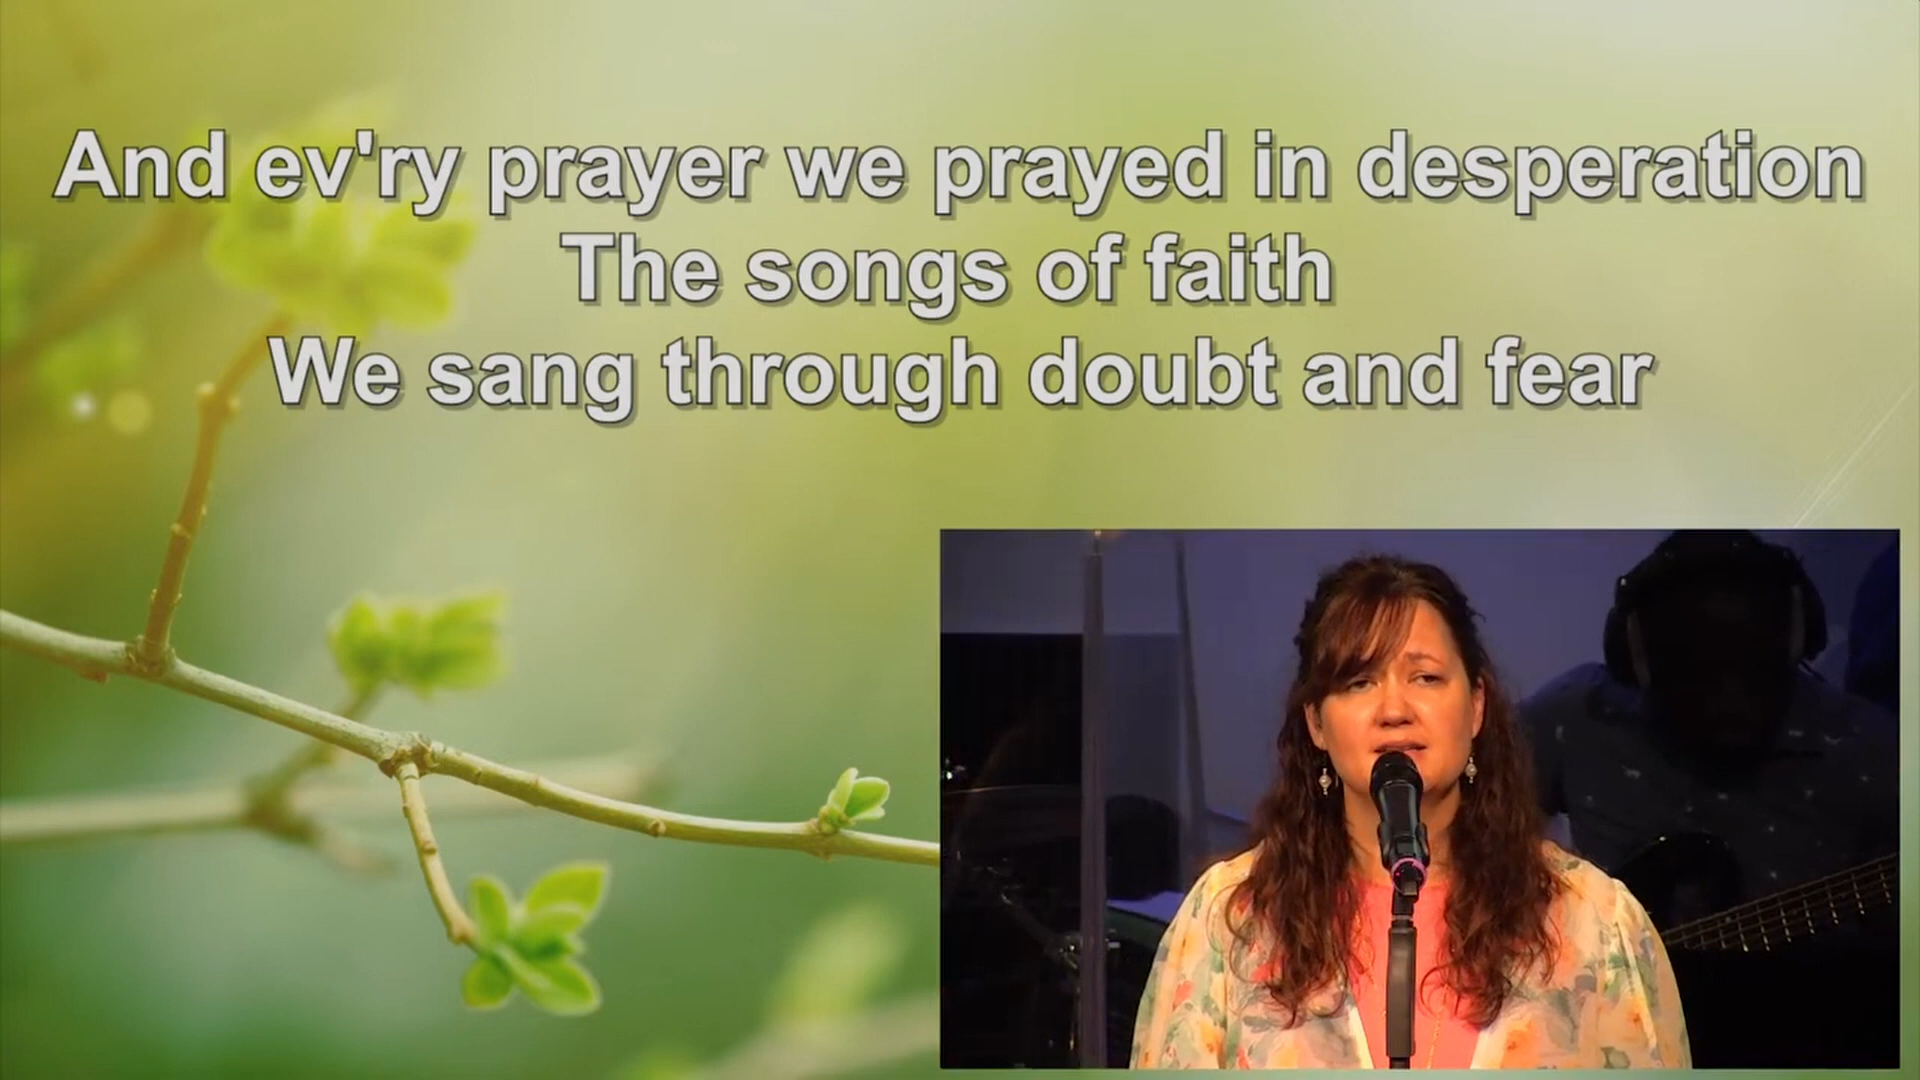 And ev'ry prayer we prayed in desperation
The songs of faith
We sang through doubt and fear